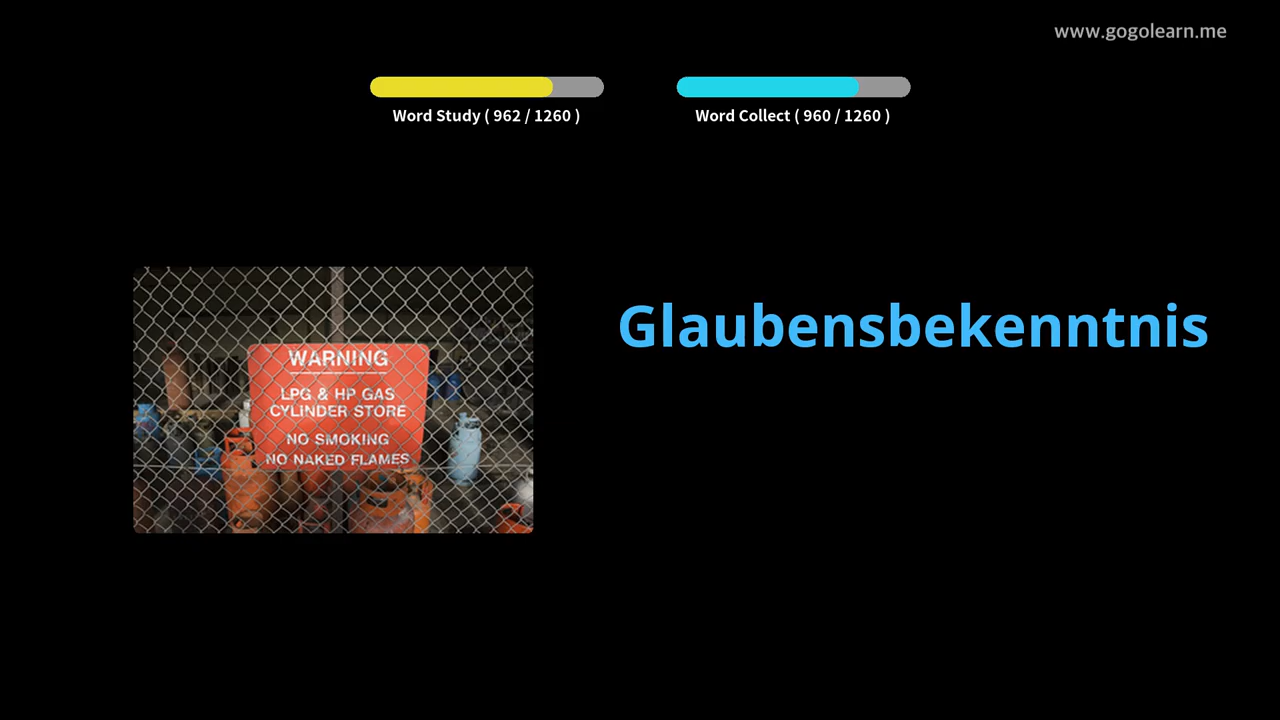 www.gogolearn.me
Word Study ( 962 / 1260 )
Word Collect ( 960 / 1260 )
Glaubensbekenntnis
WARNING
LPG & HP GAS
CYLINDER STORE
NO SMOKING
NO NAKED FLAMES